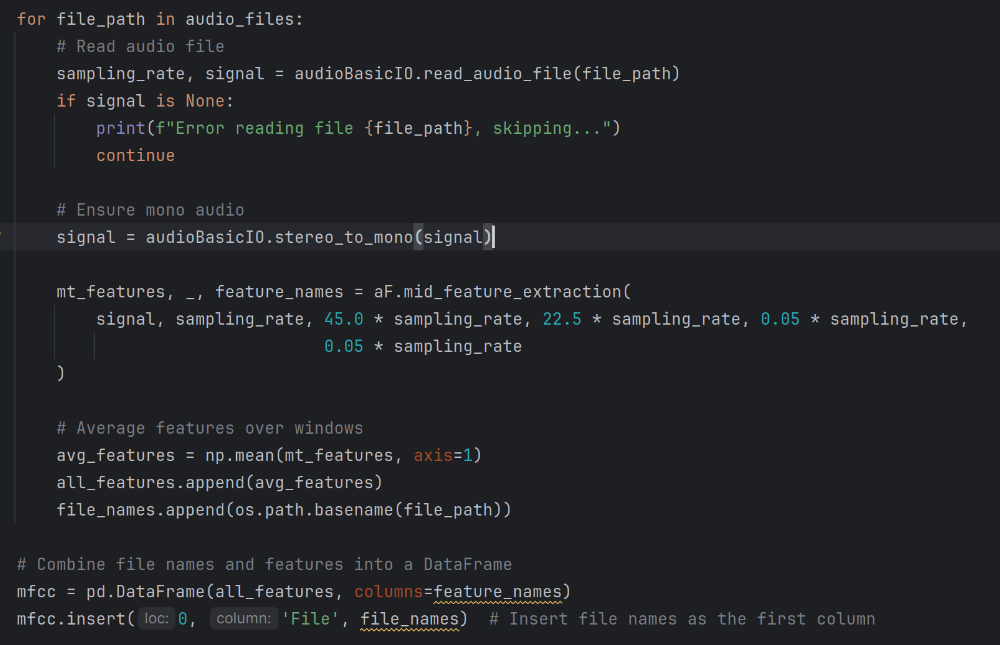 for file_path in audio_files:
    # Read audio file
    sampling_rate, signal = audioBasicIO.read_audio_file(file_path)
    if signal is None:
        print(f"Error reading file {file_path}, skipping...")
        continue
    # Ensure mono audio
    signal = audioBasicIO.stereo_to_mono(signal)
    mt_features, _, feature_names = aF.mid_feature_extraction(
        signal, sampling_rate, 45.0 * sampling_rate, 22.5 * sampling_rate, 0.05 * sampling_rate,
                               0.05 * sampling_rate
    )
    # Average features over windows
    avg_features = np.mean(mt_features, axis=1)
    all_features.append(avg_features)
    file_names.append(os.path.basename(file_path))
# Combine file names and features into a DataFrame
mfcc = pd.DataFrame(all_features, columns=feature_names)
mfcc.insert( loc: 0,  column: 'File', file_names)  # Insert file names as the first column